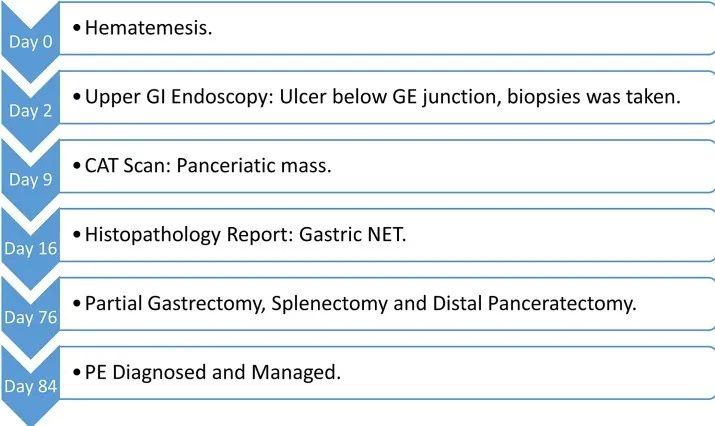 Day 0
•Hematemesis.
Day 2
•Upper GI Endoscopy: Ulcer below GE junction, biopsies was taken.
Day 9
•CAT Scan: Panceriatic mass.
Day 16
•Histopathology Report: Gastric NET.
Day 76
•Partial Gastrectomy, Splenectomy and Distal Panceratectomy.
Day 84
•PE Diagnosed and Managed.